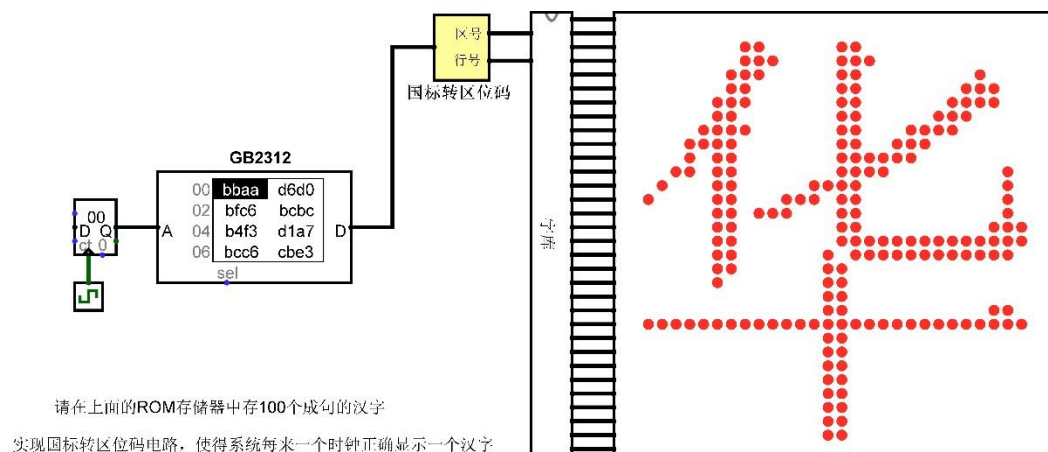 区号
行号
国标转区位码
GB2312
00 bbaa d6d0
02 bfc6 bcbc
04 b4f3 d1a7
06 bcc6 cbe3
A
D
sel
00
D Q
ct 0
字库
华
请在上面的ROM存储器中存100个成句的汉字
实现国标转区位码电路，使得系统每来一个时钟正确显示一个汉字